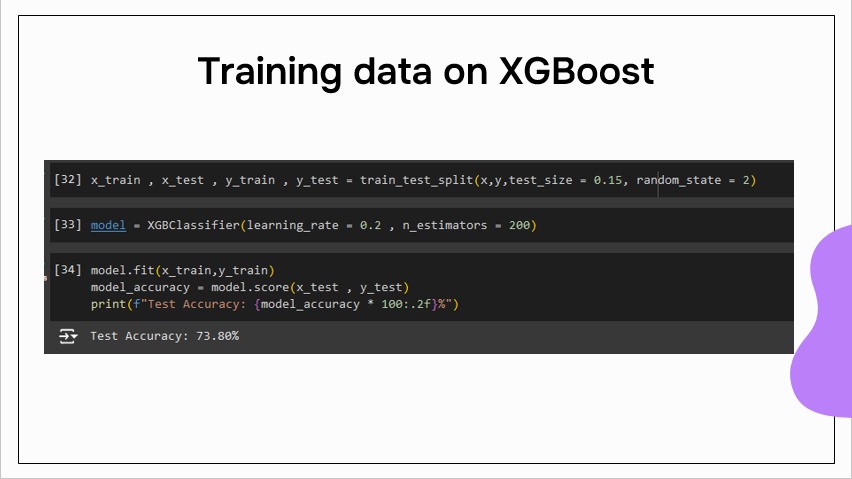 Training data on XGBoost
[32] x_train , x_test , y_train , y_test = train_test_split(x,y,test_size = 0.15, random_state = 2)
[33] model = XGBClassifier(learning_rate = 0.2 , n_estimators = 200)
[34] model.fit(x_train,y_train)
model_accuracy = model.score(x_test , y_test)
print(f"Test Accuracy: {model_accuracy * 100:.2f}%")
Test Accuracy: 73.80%